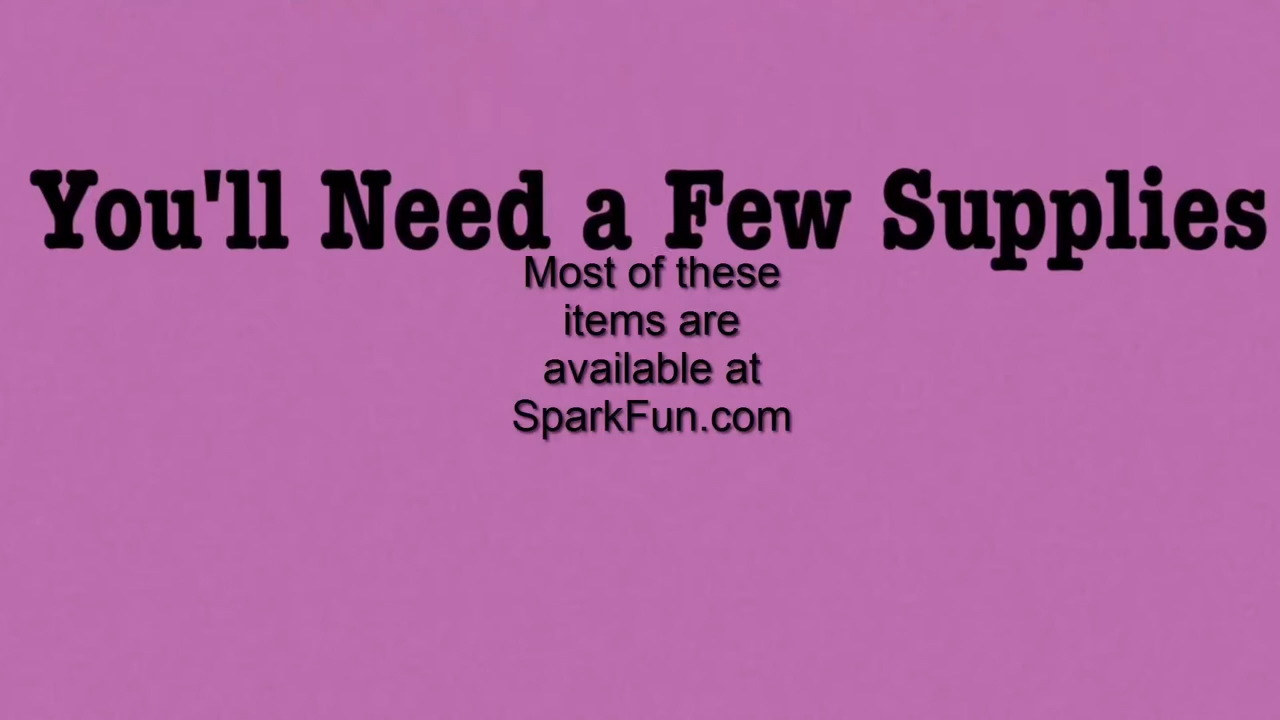 You'll Need a Few Supplies
Most of these
items are
available at
SparkFun.com